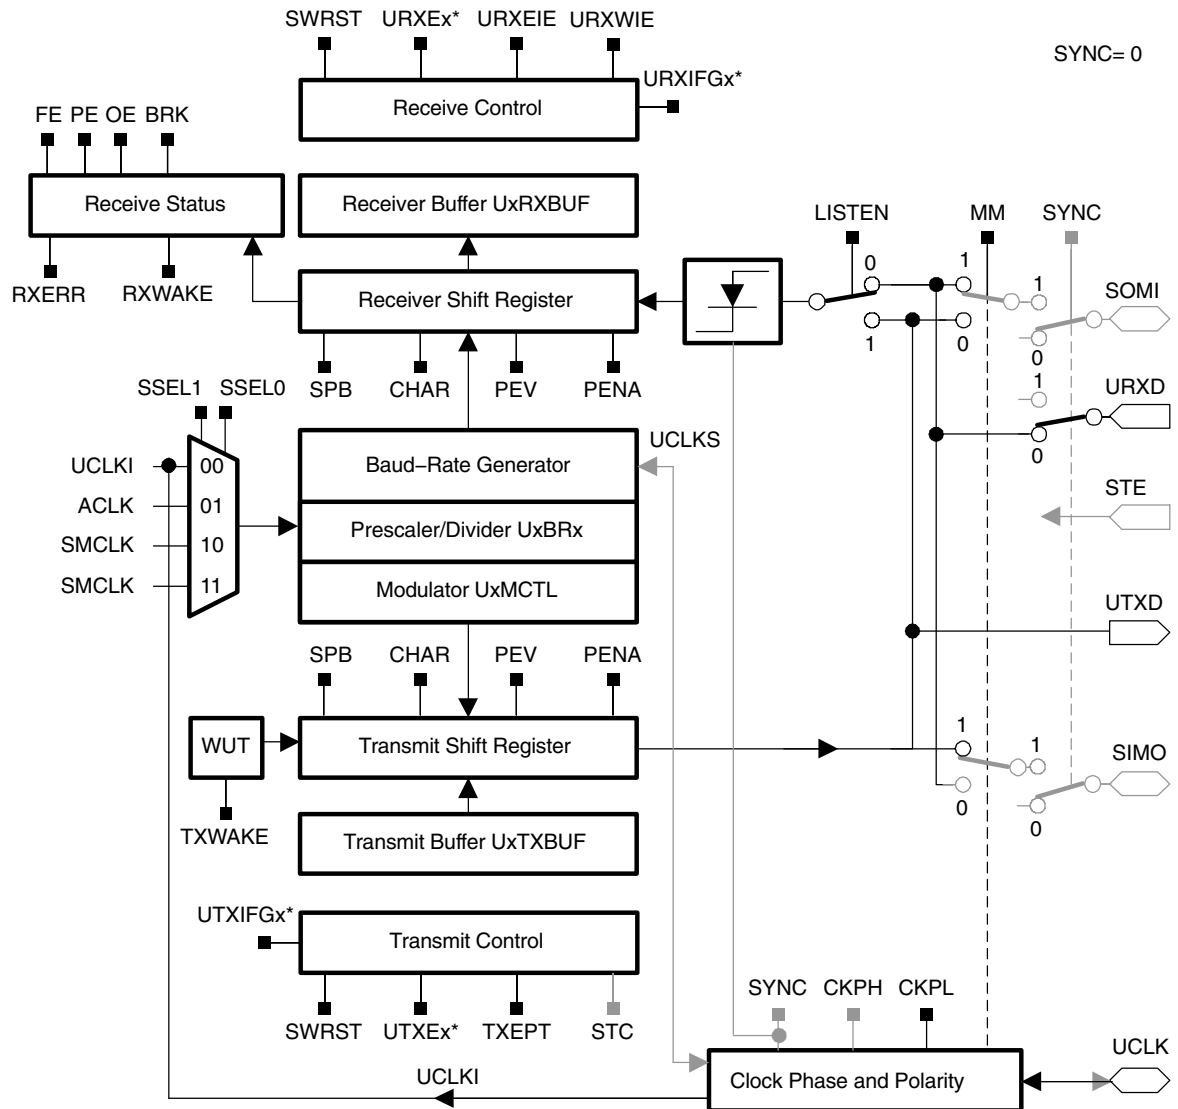 SWRST URXEx* URXEIE URXWIE
SYNC= 0
URXIFGx*
Receive Control
FE PE OE BRK
Receive Status
Receiver Buffer UxRXBUF
LISTEN MM SYNC
RXERR RXWAKE
Receiver Shift Register
0 1 1
SOMI
1 0 0
SPB CHAR PEV PENA
SSEL1 SSEL0
1
URXD
UCLKS
0
UCLKI 00
Baud–Rate Generator
ACLK 01
STE
SMCLK 10
Prescaler/Divider UxBRx
SMCLK 11
Modulator UxMCTL
UTXD
SPB CHAR PEV PENA
WUT
Transmit Shift Register
1 1
SIMO
0 0
TXWAKE
Transmit Buffer UxTXBUF
UTXIFGx*
Transmit Control
SWRST UTXEx* TXEPT STC
SYNC CKPH CKPL
UCLK
UCLKI
Clock Phase and Polarity